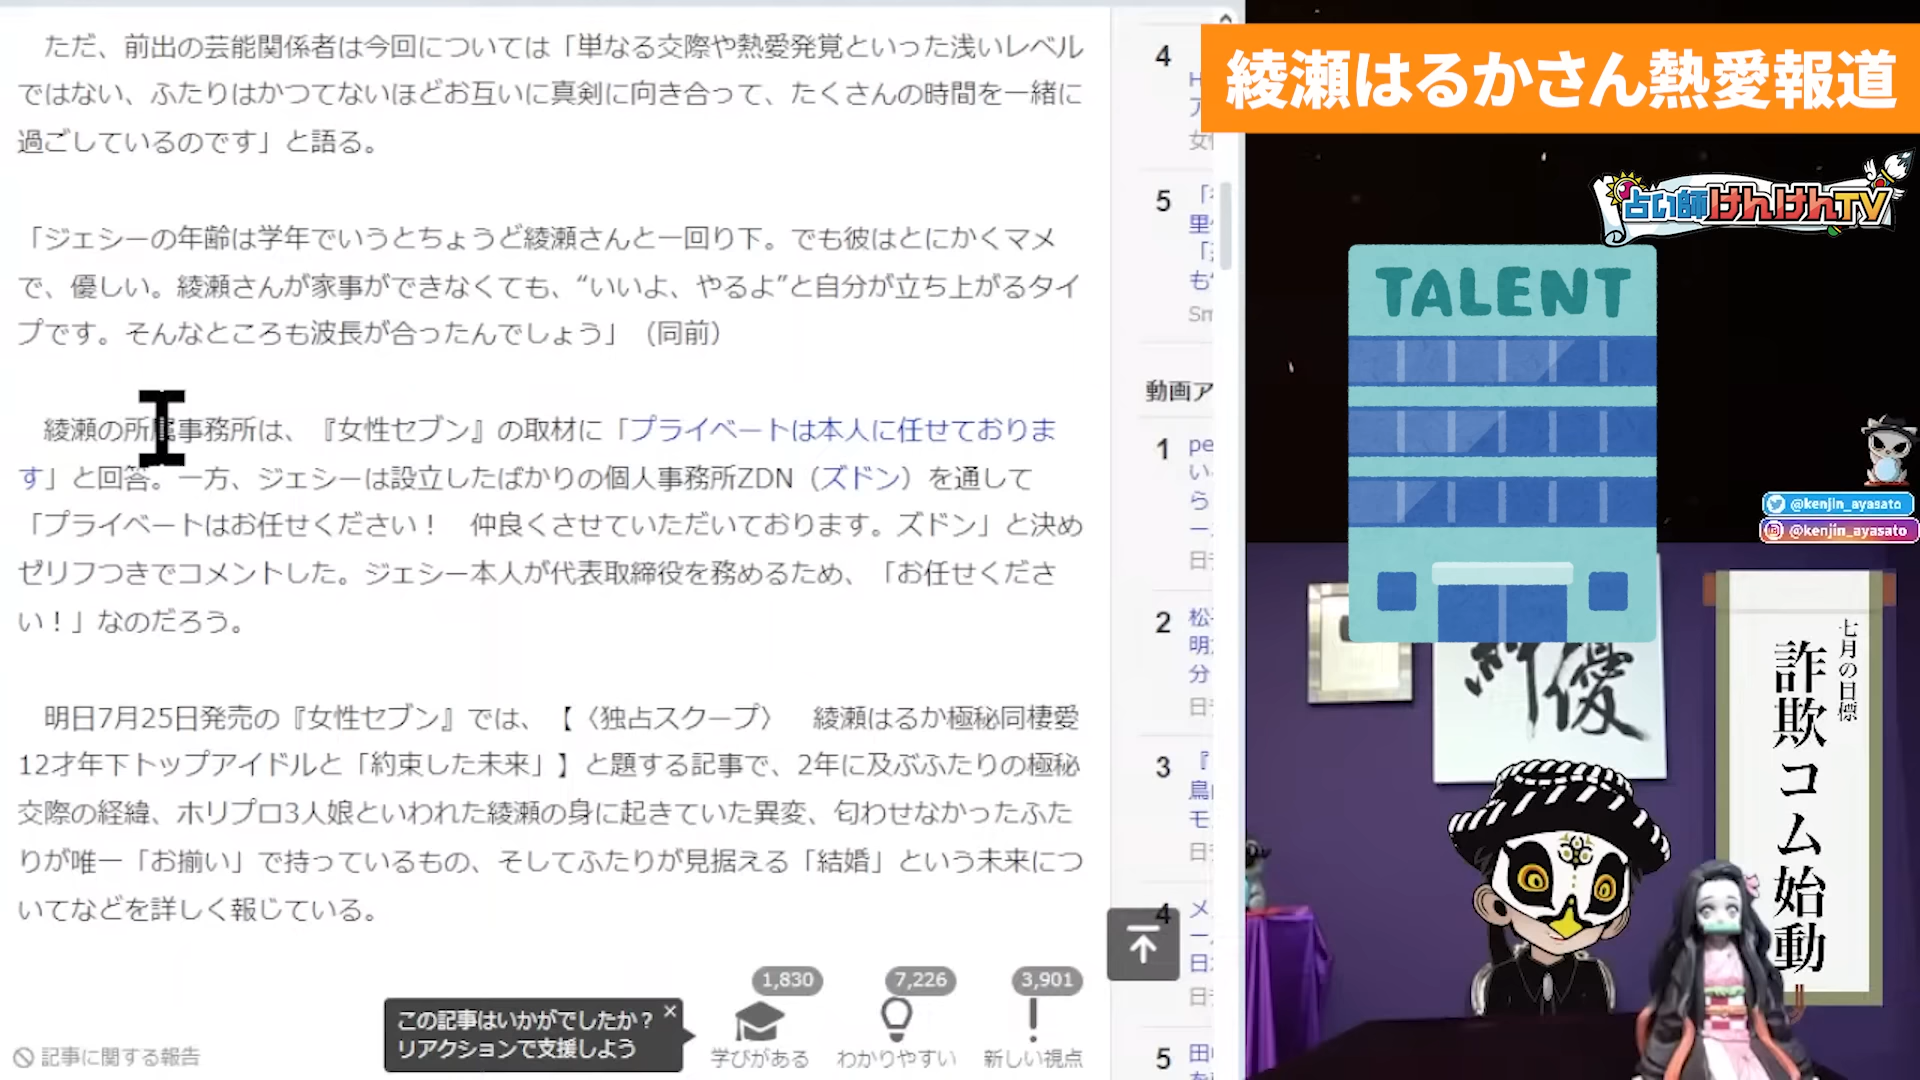 ただ、前出の芸能関係者は今回については「単なる交際や熱愛発覚といった浅いレベル
ではない、ふたりはかつてないほどお互いに真剣に向き合って、たくさんの時間を一緒に
過ごしているのです」と語る。
「ジェシーの年齢は学年でいうとちょうど綾瀬さんと一回り下。でも彼はとにかくマメ
で、優しい。綾瀬さんが家事ができなくても、“いいよ、やるよ”と自分が立ち上がるタイ
プです。そんなところも波長が合ったんでしょう」（同前）
綾瀬の所属事務所は、『女性セブン』の取材に「プライベートは本人に任せておりま
す」と回答。一方、ジェシーは設立したばかりの個人事務所ZDN（ズドン）を通して
「プライベートはお任せください！　仲良くさせていただいております。ズドン」と決め
ゼリフつきでコメントした。ジェシー本人が代表取締役を務めるため、「お任せくださ
い！」なのだろう。
明日7月25日発売の『女性セブン』では、【〈独占スクープ〉　綾瀬はるか極秘同棲愛
12才年下トップアイドルと「約束した未来」】と題する記事で、2年に及ぶふたりの極秘
交際の経緯、ホリプロ3人娘といわれた綾瀬の身に起きていた異変、匂わせなかったふた
りが唯一「お揃い」で持っているもの、そしてふたりが見据える「結婚」という未来につ
いてなどを詳しく報じている。
記事に関する報告
この記事はいかがでしたか？
リアクションで支援しよう
1,830
学びがある
7,226
わかりやすい
3,901
新しい視点
4
女
5
里
も
Sm
動画ア
1
pe
い
ら
ー
日
2
松
明
分
日
3
『
鳥
モ
日
4
メ
ー
日
日
5
田
綾瀬はるかさん熱愛報道
占い師けんけんTV
TALENT
@kenjin_ayasato
@kenjin_ayasato
優
七月の目標
詐欺コム始動